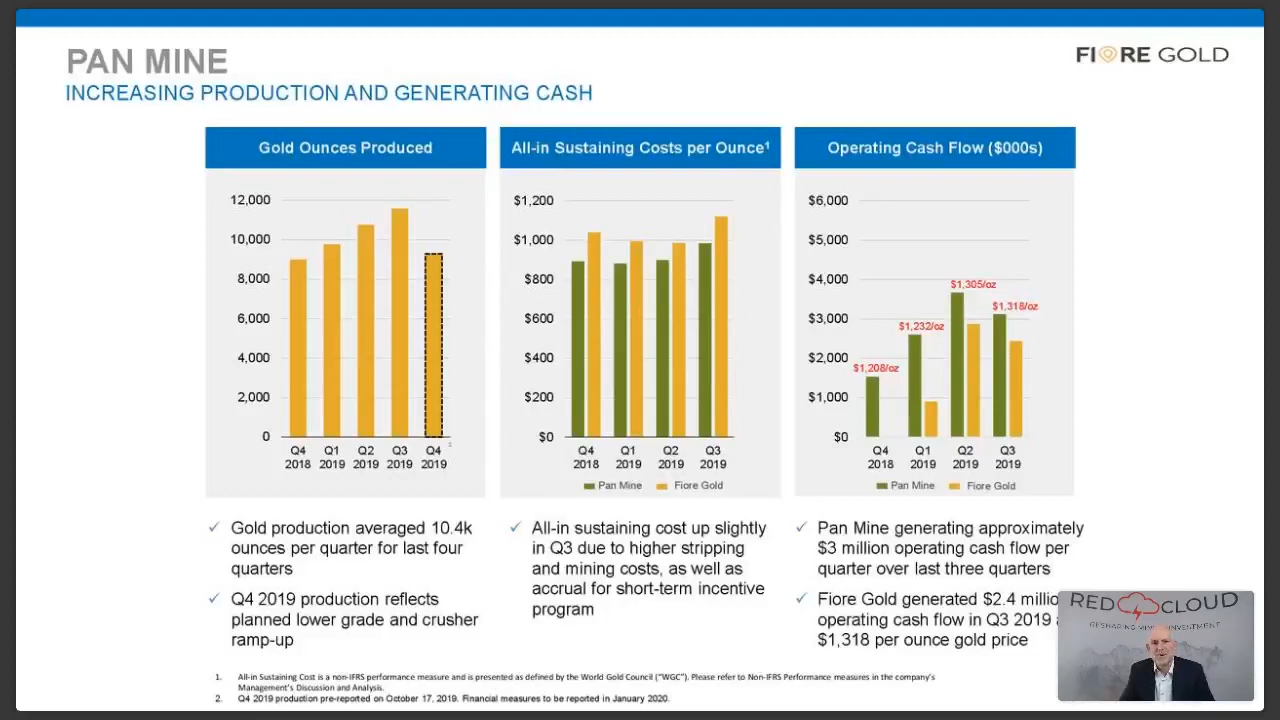 PAN MINE
FIORE GOLD
INCREASING PRODUCTION AND GENERATING CASH
Gold Ounces Produced
12,000
10,000
8,000
6,000
4,000
2,000
0
Q4 Q1 Q2 Q3 Q4
2018 2019 2019 2019 2019
2
All-in Sustaining Costs per Ounce¹
$1,200
$1,000
$800
$600
$400
$200
$0
Q4 Q1 Q2 Q3
2018 2019 2019 2019
Pan Mine Fiore Gold
Operating Cash Flow ($000s)
$6,000
$5,000
$4,000
$3,000
$2,000
$1,000
$0
$1,208/oz
$1,232/oz
$1,305/oz
$1,318/oz
Q4 Q1 Q2 Q3
2018 2019 2019 2019
Pan Mine Fiore Gold
✓ Gold production averaged 10.4k
ounces per quarter for last four
quarters
✓ Q4 2019 production reflects
planned lower grade and crusher
ramp-up
✓ All-in sustaining cost up slightly
in Q3 due to higher stripping
and mining costs, as well as
accrual for short-term incentive
program
✓ Pan Mine generating approximately
$3 million operating cash flow per
quarter over last three quarters
✓ Fiore Gold generated $2.4
operating cash flow in Q3 2019
$1,318 per ounce gold price
RED CLOUD
RESHAPING INVESTMENT
1. All-in Sustaining Cost is a non-IFRS performance measure and is presented as defined by the World Gold Council ("WGC"). Please refer to Non-IFRS Performance measures in the company's
Management's Discussion and Analysis.
2. Q4 2019 production pre-reported on October 17, 2019. Financial measures to be reported in January 2020.